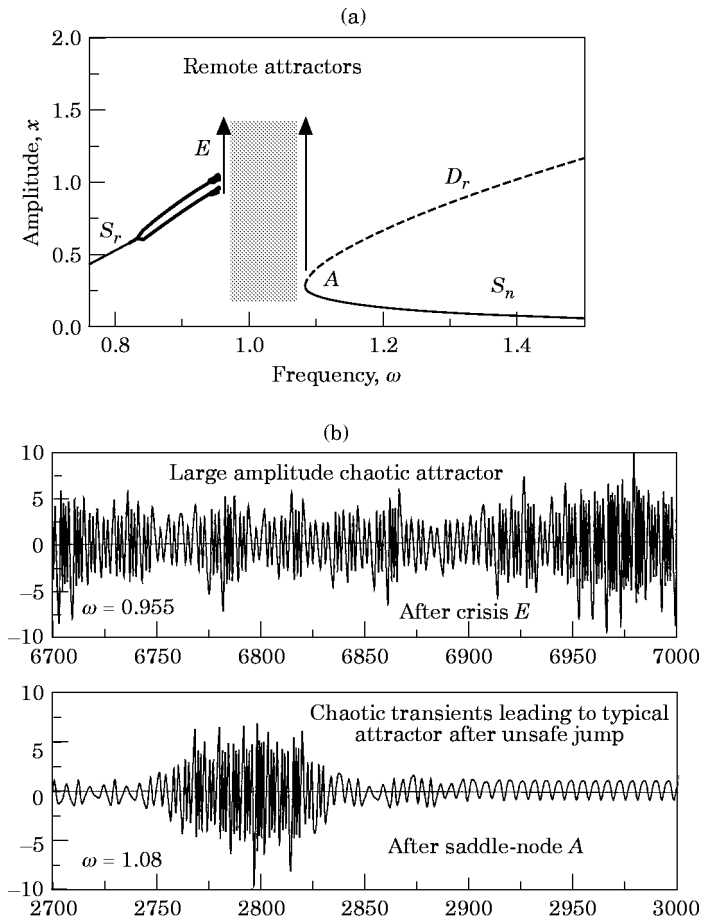 (a)
2.0
Remote attractors
1.5
E
1.0
D_r
Amplitude, x
S_r
0.5
A
S_n
0.0
0.8 1.0 1.2 1.4
Frequency, ω
(b)
10
Large amplitude chaotic attractor
5
0
−5
ω = 0.955
After crisis E
−10
6700 6750 6800 6850 6900 6950 7000
10
Chaotic transients leading to typical
attractor after unsafe jump
5
0
−5
After saddle-node A
ω = 1.08
−10
2700 2750 2800 2850 2900 2950 3000